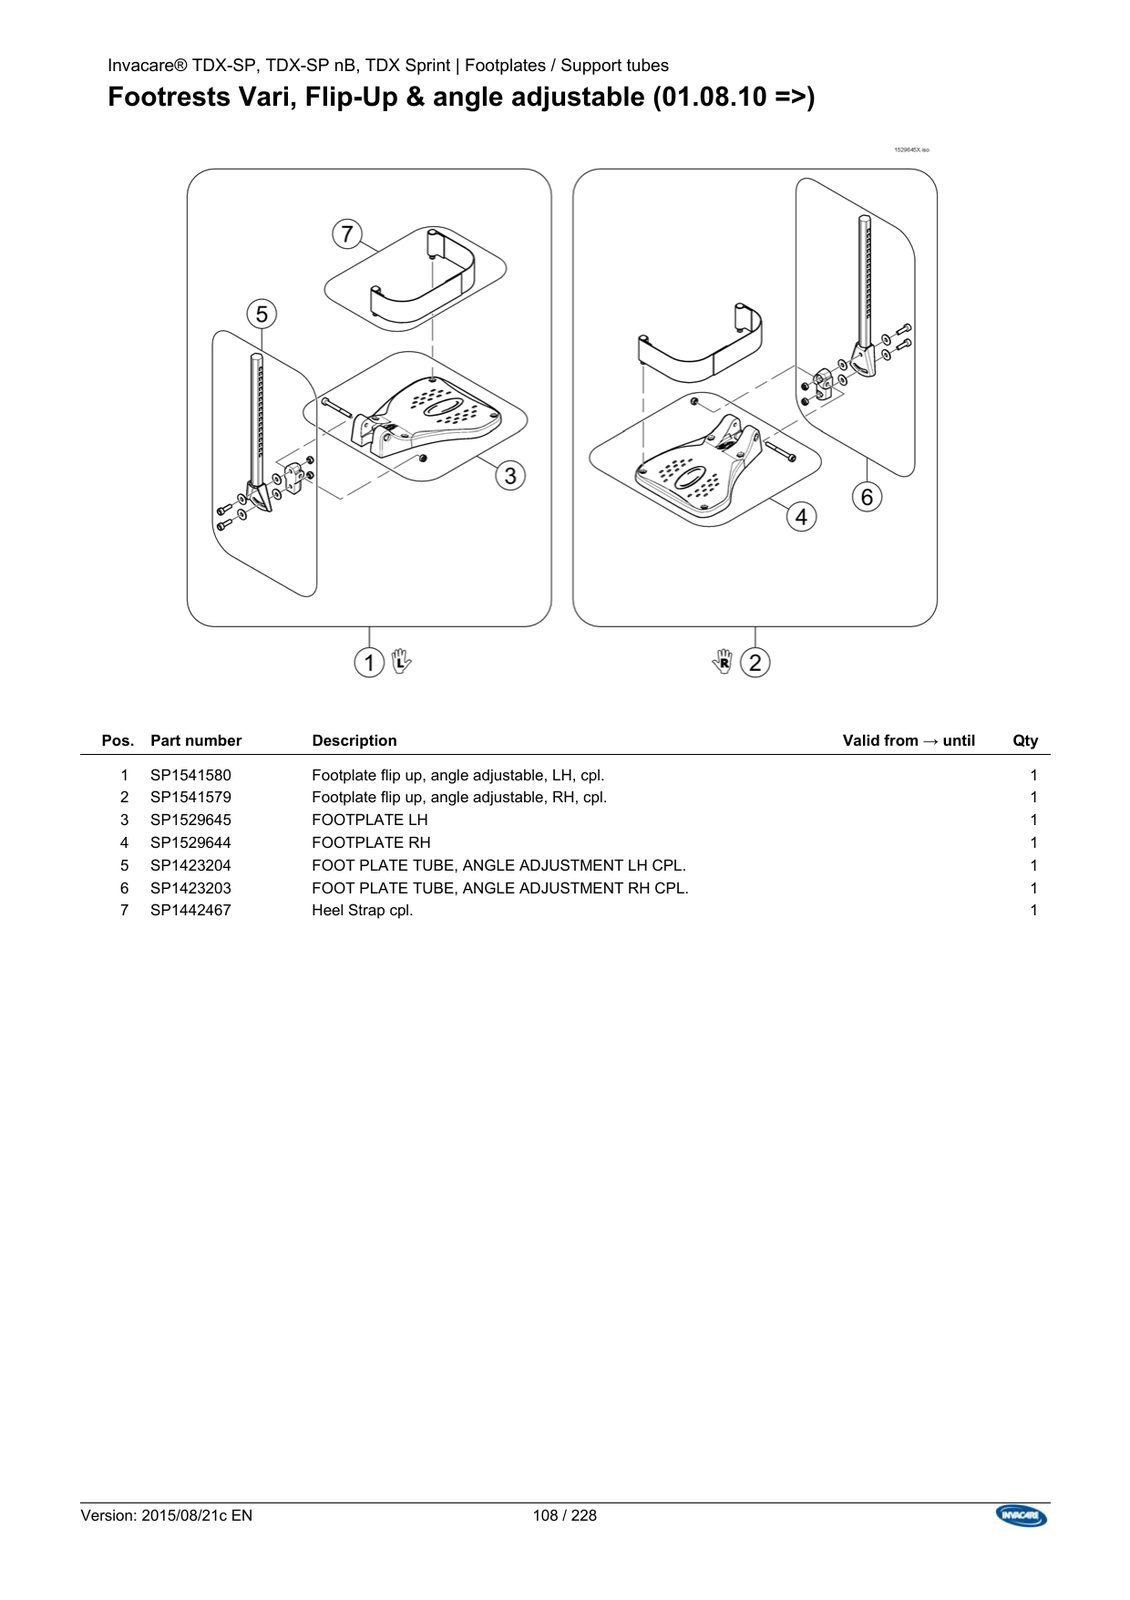 Invacare® TDX-SP, TDX-SP nB, TDX Sprint | Footplates / Support tubes
Footrests Vari, Flip-Up & angle adjustable (01.08.10 =>)
1529645X.iso
7
5
3
6
4
1 L
R 2
Pos. Part number Description Valid from → until Qty
1 SP1541580 Footplate flip up, angle adjustable, LH, cpl. 1
2 SP1541579 Footplate flip up, angle adjustable, RH, cpl. 1
3 SP1529645 FOOTPLATE LH 1
4 SP1529644 FOOTPLATE RH 1
5 SP1423204 FOOT PLATE TUBE, ANGLE ADJUSTMENT LH CPL. 1
6 SP1423203 FOOT PLATE TUBE, ANGLE ADJUSTMENT RH CPL. 1
7 SP1442467 Heel Strap cpl. 1
Version: 2015/08/21c EN 108 / 228 INVACARE